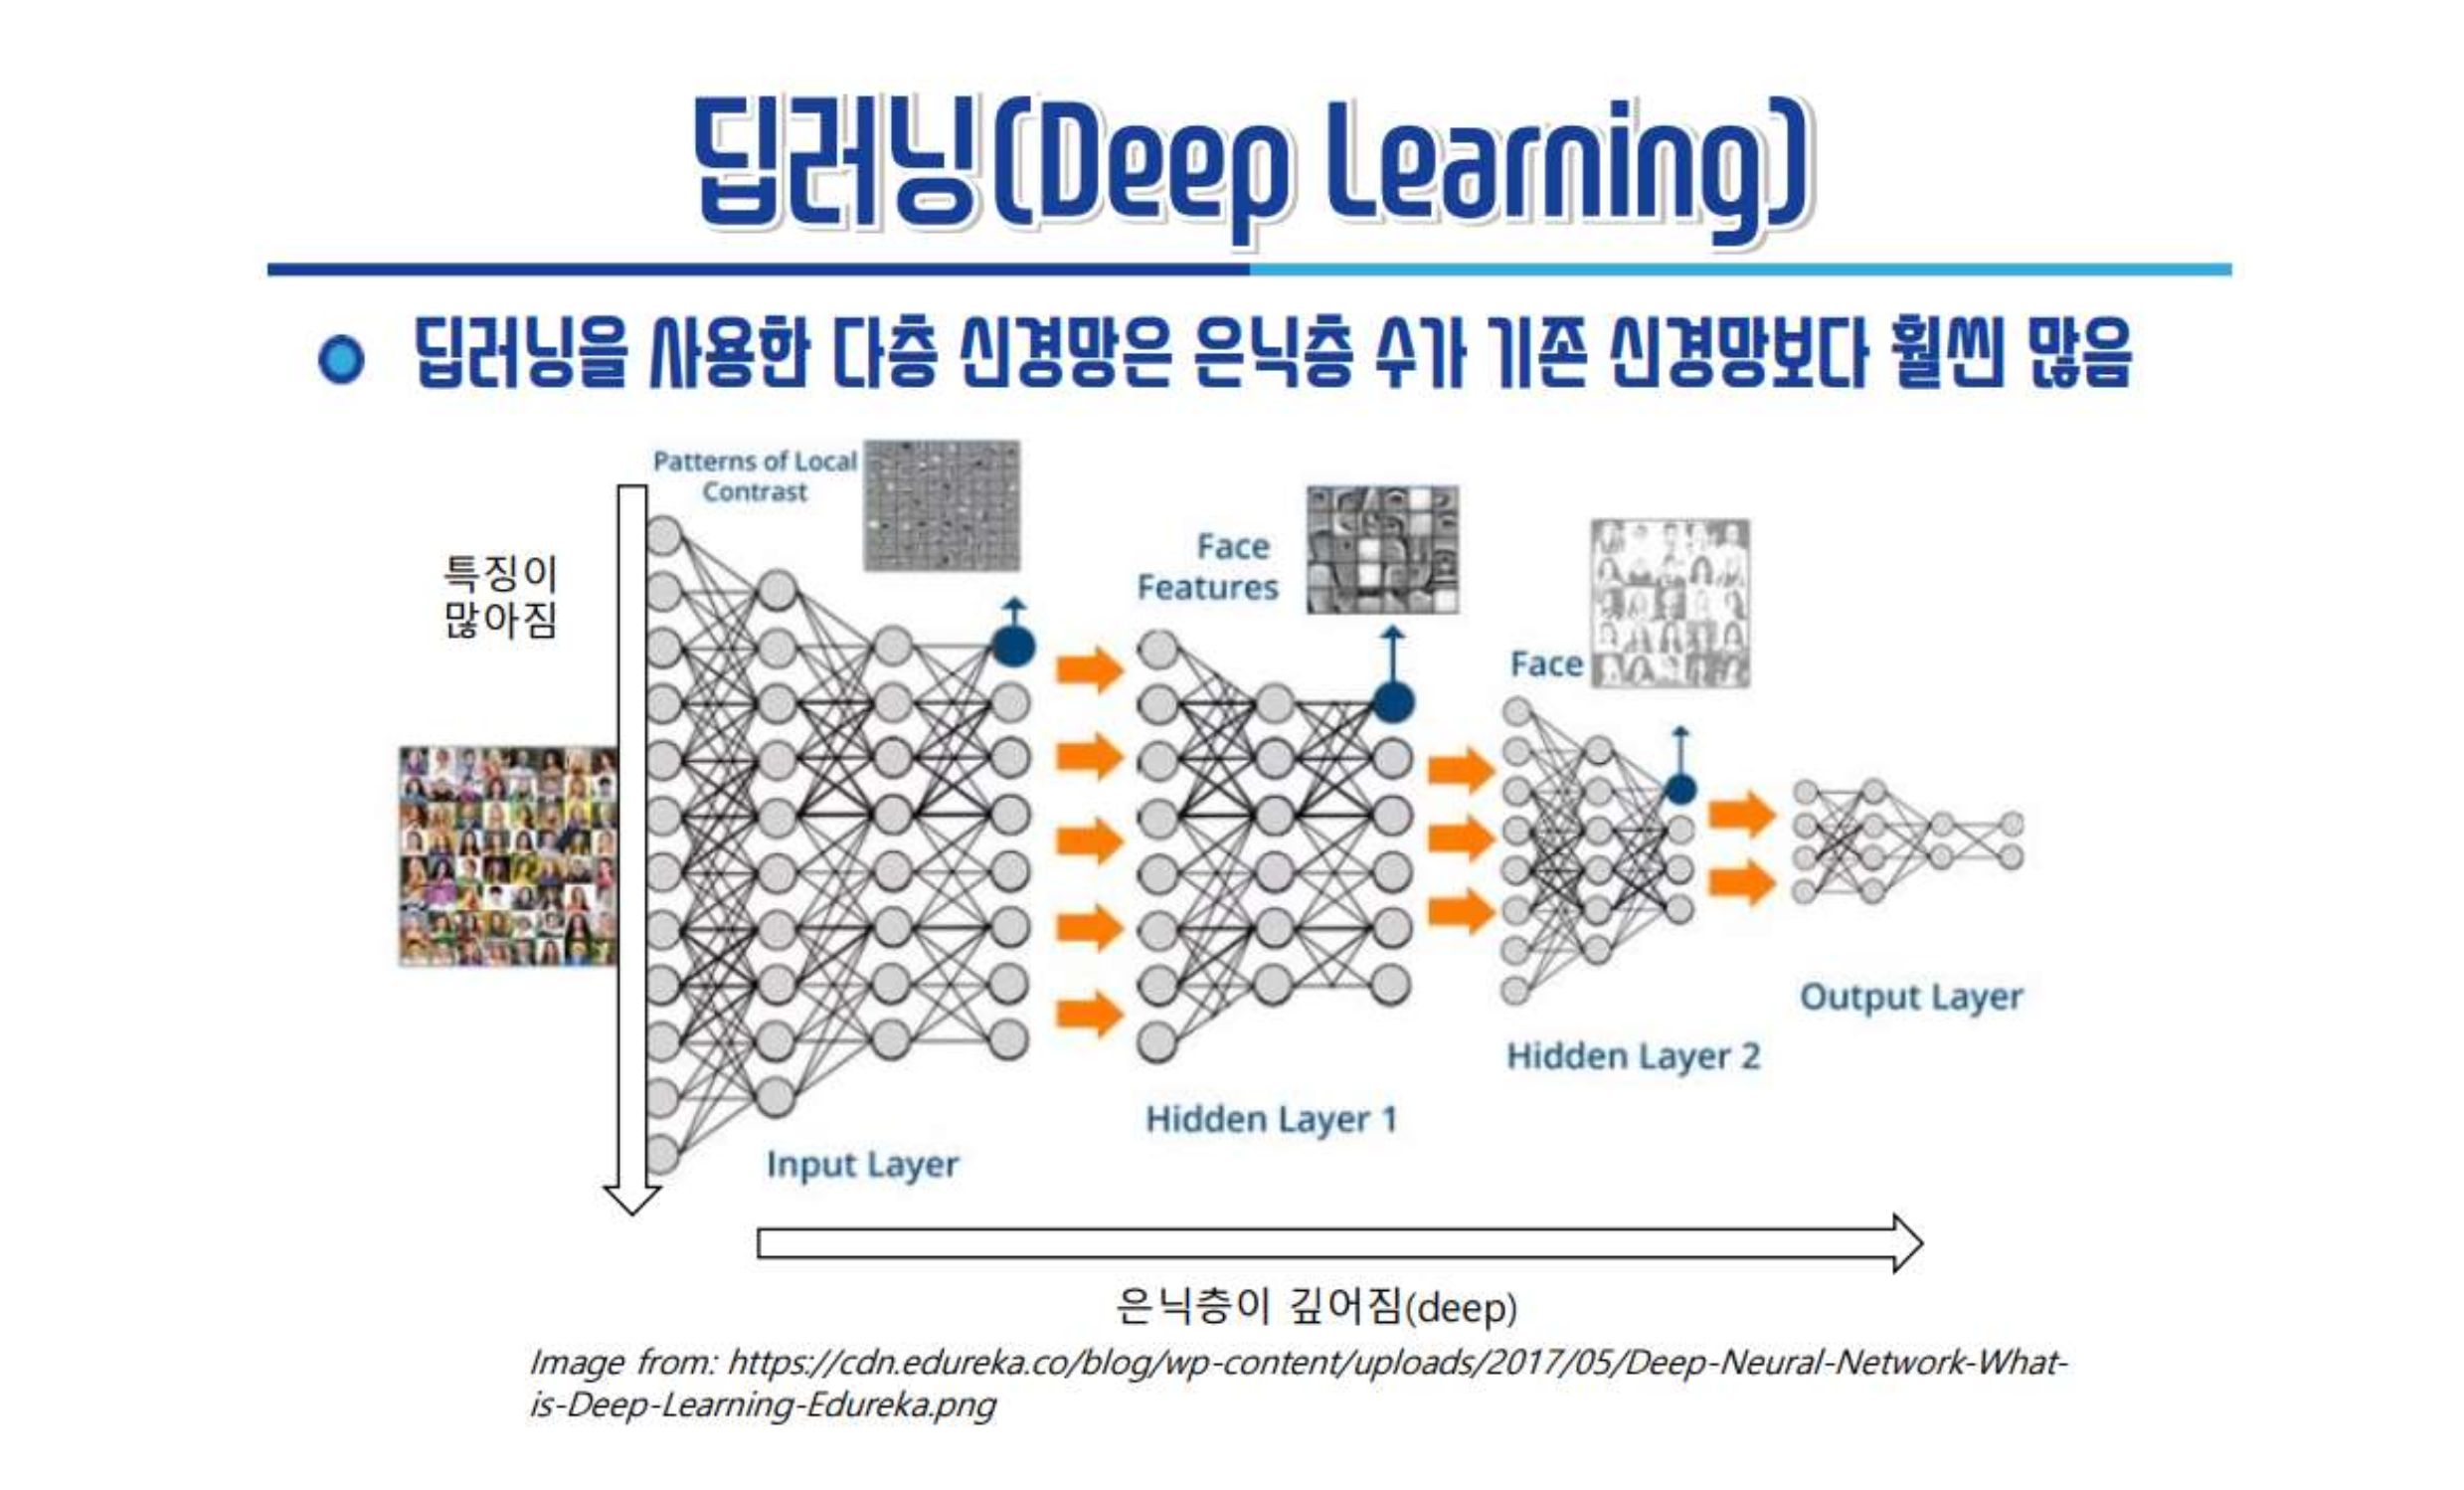 딥러닝(Deep Learning)
딥러닝을 사용한 다층 신경망은 은닉층 수가 기존 신경망보다 훨씬 많음
Patterns of Local
Contrast
특징이
많아짐
Face
Features
Face
Output Layer
Hidden Layer 2
Hidden Layer 1
Input Layer
은닉층이 깊어짐(deep)
Image from: https://cdn.edureka.co/blog/wp-content/uploads/2017/05/Deep-Neural-Network-What-
is-Deep-Learning-Edureka.png